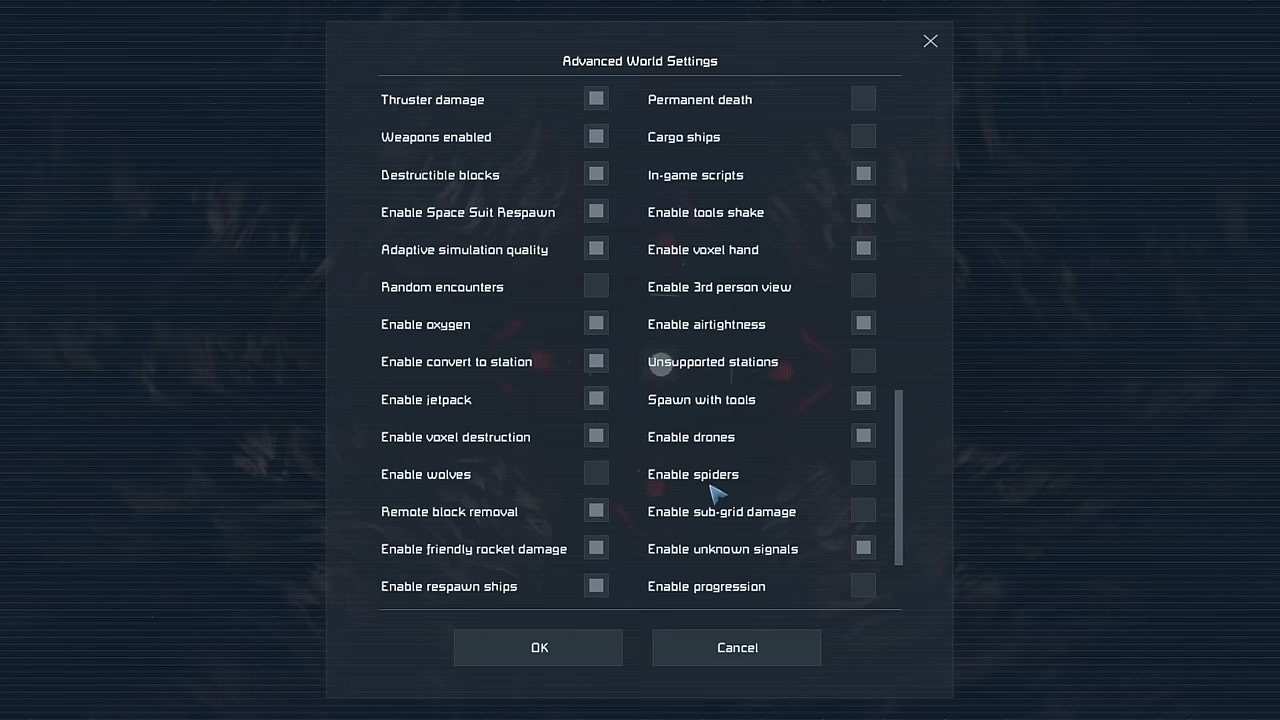 Advanced World Settings
Thruster damage Permanent death
Weapons enabled Cargo ships
Destructible blocks In-game scripts
Enable Space Suit Respawn Enable tools shake
Adaptive simulation quality Enable voxel hand
Random encounters Enable 3rd person view
Enable oxygen Enable airtightness
Enable convert to station Unsupported stations
Enable jetpack Spawn with tools
Enable voxel destruction Enable drones
Enable wolves Enable spiders
Remote block removal Enable sub-grid damage
Enable friendly rocket damage Enable unknown signals
Enable respawn ships Enable progression
OK Cancel